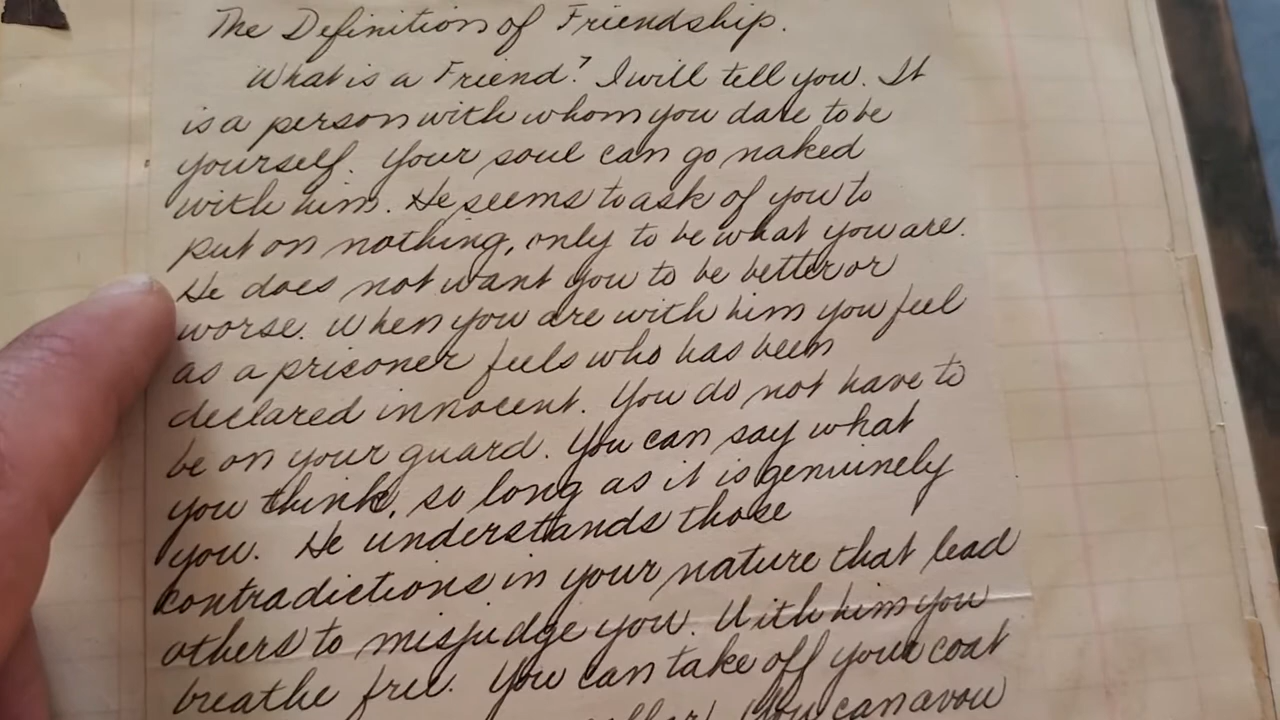 The Definition of Friendship.
What is a Friend? I will tell you. It
is a person with whom you dare to be
yourself. Your soul can go naked
with him. He seems to ask of you to
put on nothing, only to be what you are.
He does not want you to be better or
worse. When you are with him you feel
as a prisoner feels who has been
declared innocent. You do not have to
be on your guard. You can say what
you think, so long as it is genuinely
you. He understands those
contradictions in your nature that lead
others to misjudge you. With him you
breathe free. You can take off your coat
You can avow